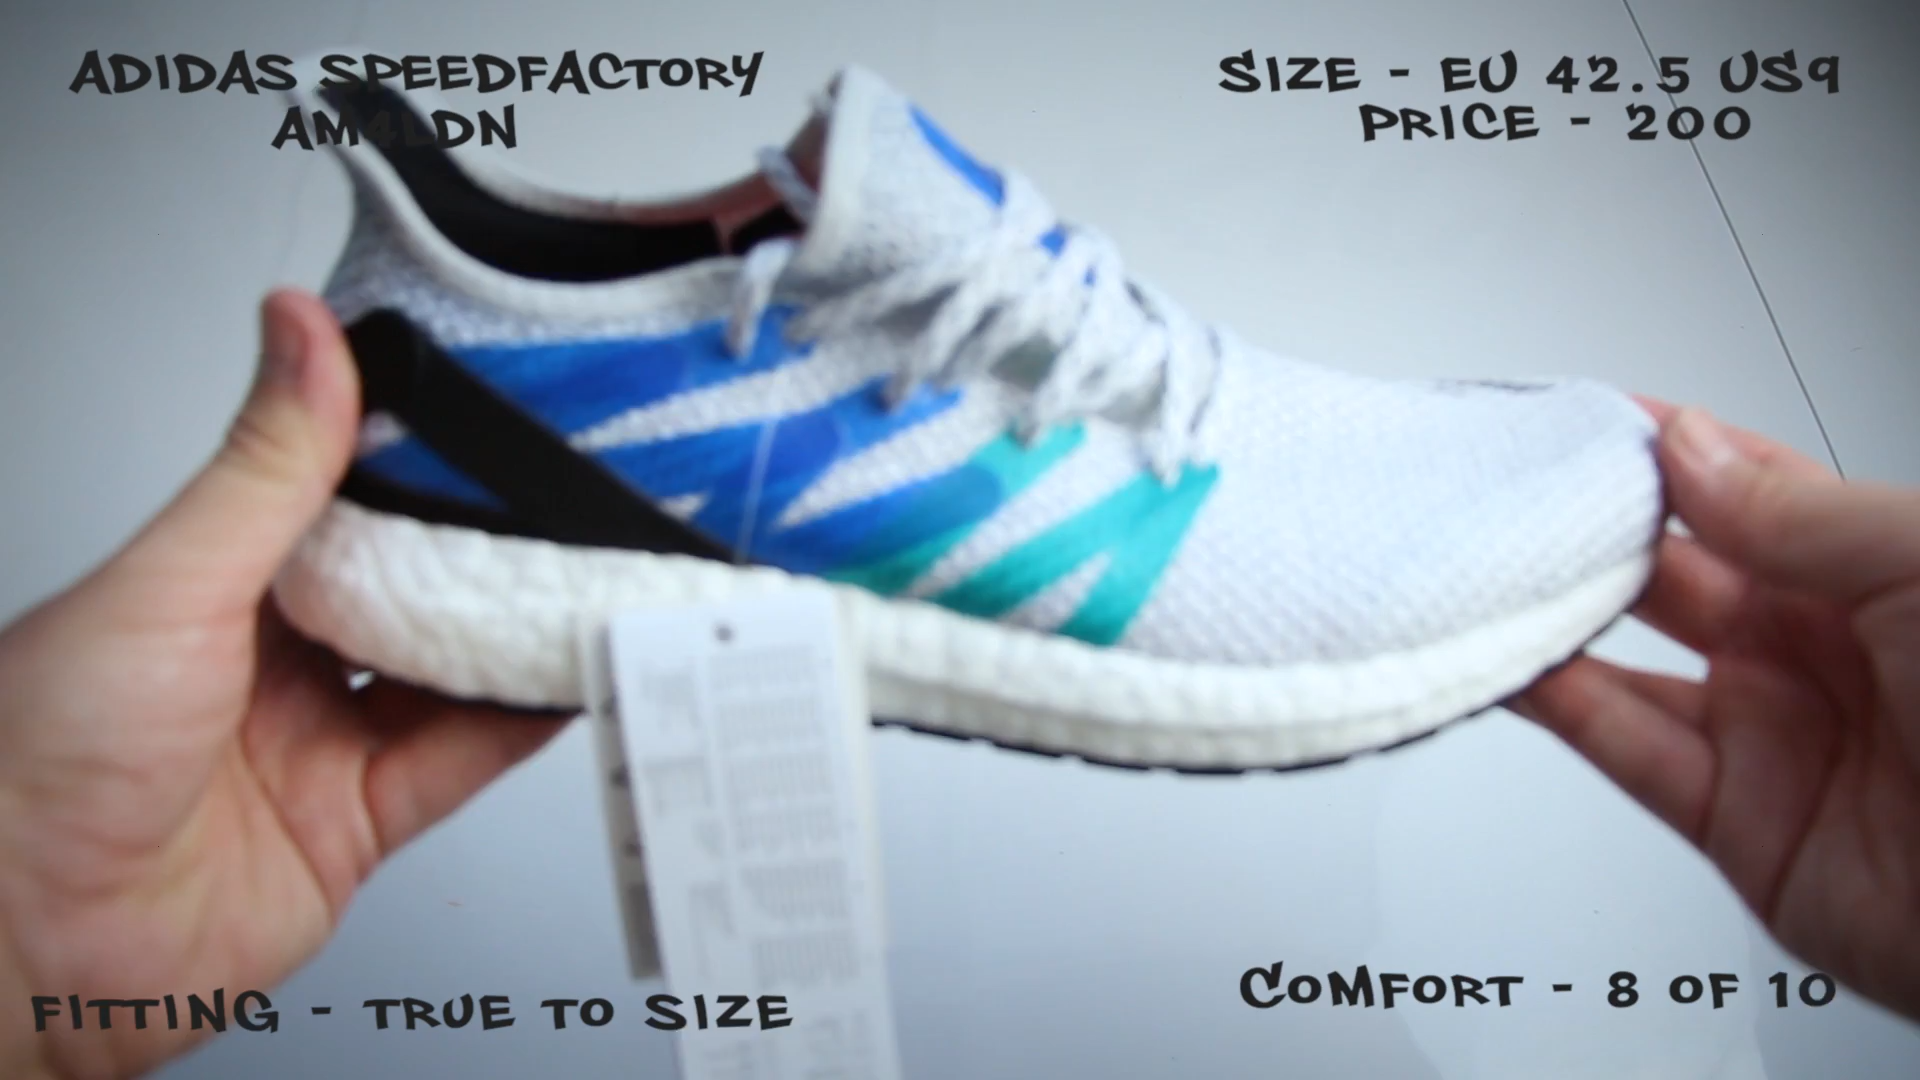 ADIDAS SPEEDFACTORY
AM4LDN
SIZE - EU 42.5 US9
PRICE - 200
FITTING - TRUE TO SIZE
COMFORT - 8 OF 10